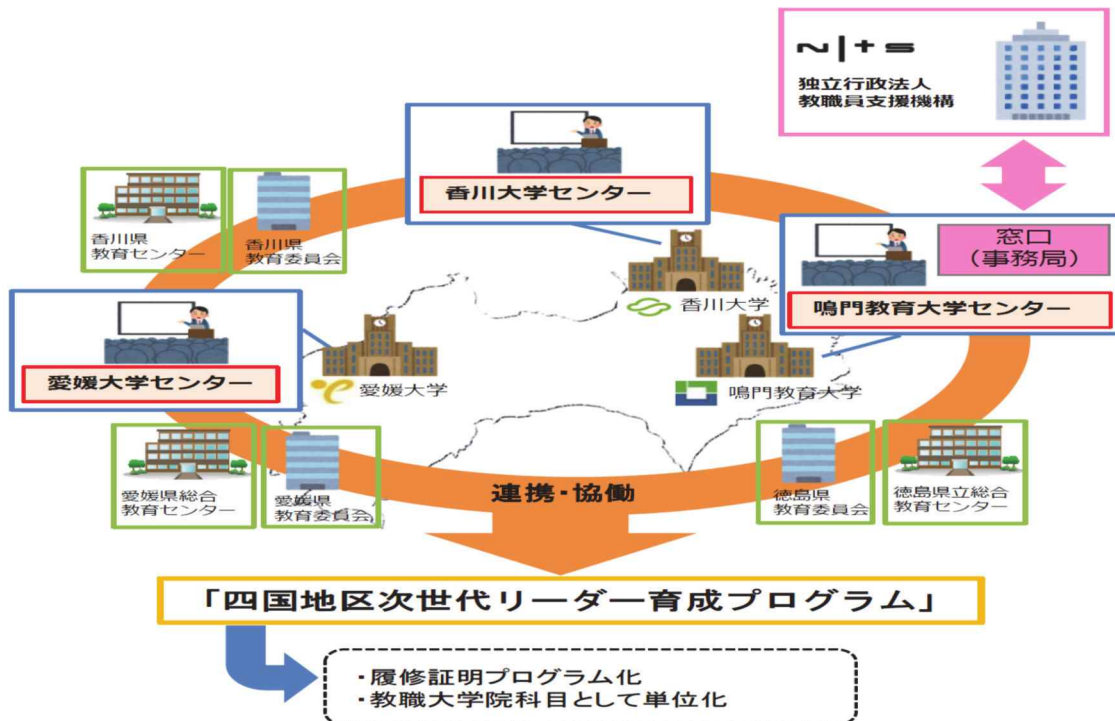 NITS
独立行政法人
教職員支援機構
香川大学センター
香川県
教育センター
香川県
教育委員会
窓口
(事務局)
鳴門教育大学センター
香川大学
愛媛大学センター
愛媛大学
鳴門教育大学
愛媛県総合
教育センター
愛媛県
教育委員会
連携・協働
徳島県
教育委員会
徳島県立総合
教育センター
「四国地区次世代リーダー育成プログラム」
・履修証明プログラム化
・教職大学院科目として単位化